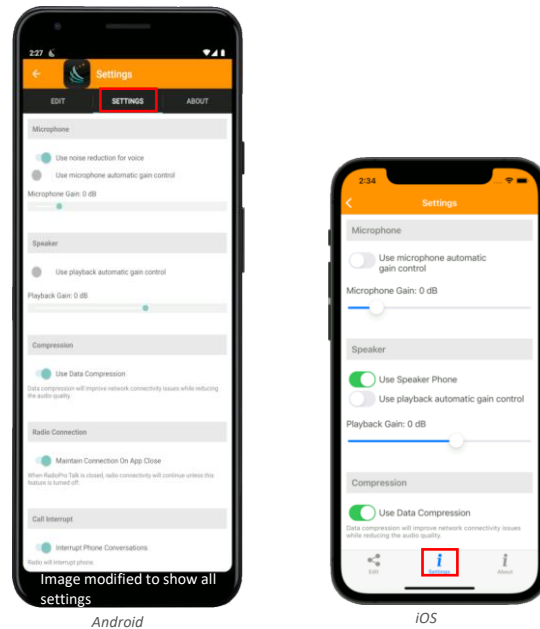 2:27
Settings
EDIT SETTINGS ABOUT
Microphone
Use noise reduction for voice
Use microphone automatic gain control
Microphone Gain: 0 dB
Speaker
Use playback automatic gain control
Playback Gain: 0 dB
Compression
Use Data Compression
Data compression will improve network connectivity issues while reducing
the audio quality.
Radio Connection
Maintain Connection On App Close
When RadioPro Talk is closed, radio connectivity will continue unless this
feature is turned off.
Call Interrupt
Interrupt Phone Conversations
Radio will interrupt phone.
Image modified to show all
settings
Android
2:34
Settings
Microphone
Use microphone automatic
gain control
Microphone Gain: 0 dB
Speaker
Use Speaker Phone
Use playback automatic gain control
Playback Gain: 0 dB
Compression
Use Data Compression
Data compression will improve network connectivity issues
while reducing the audio quality.
Edit Settings About
iOS